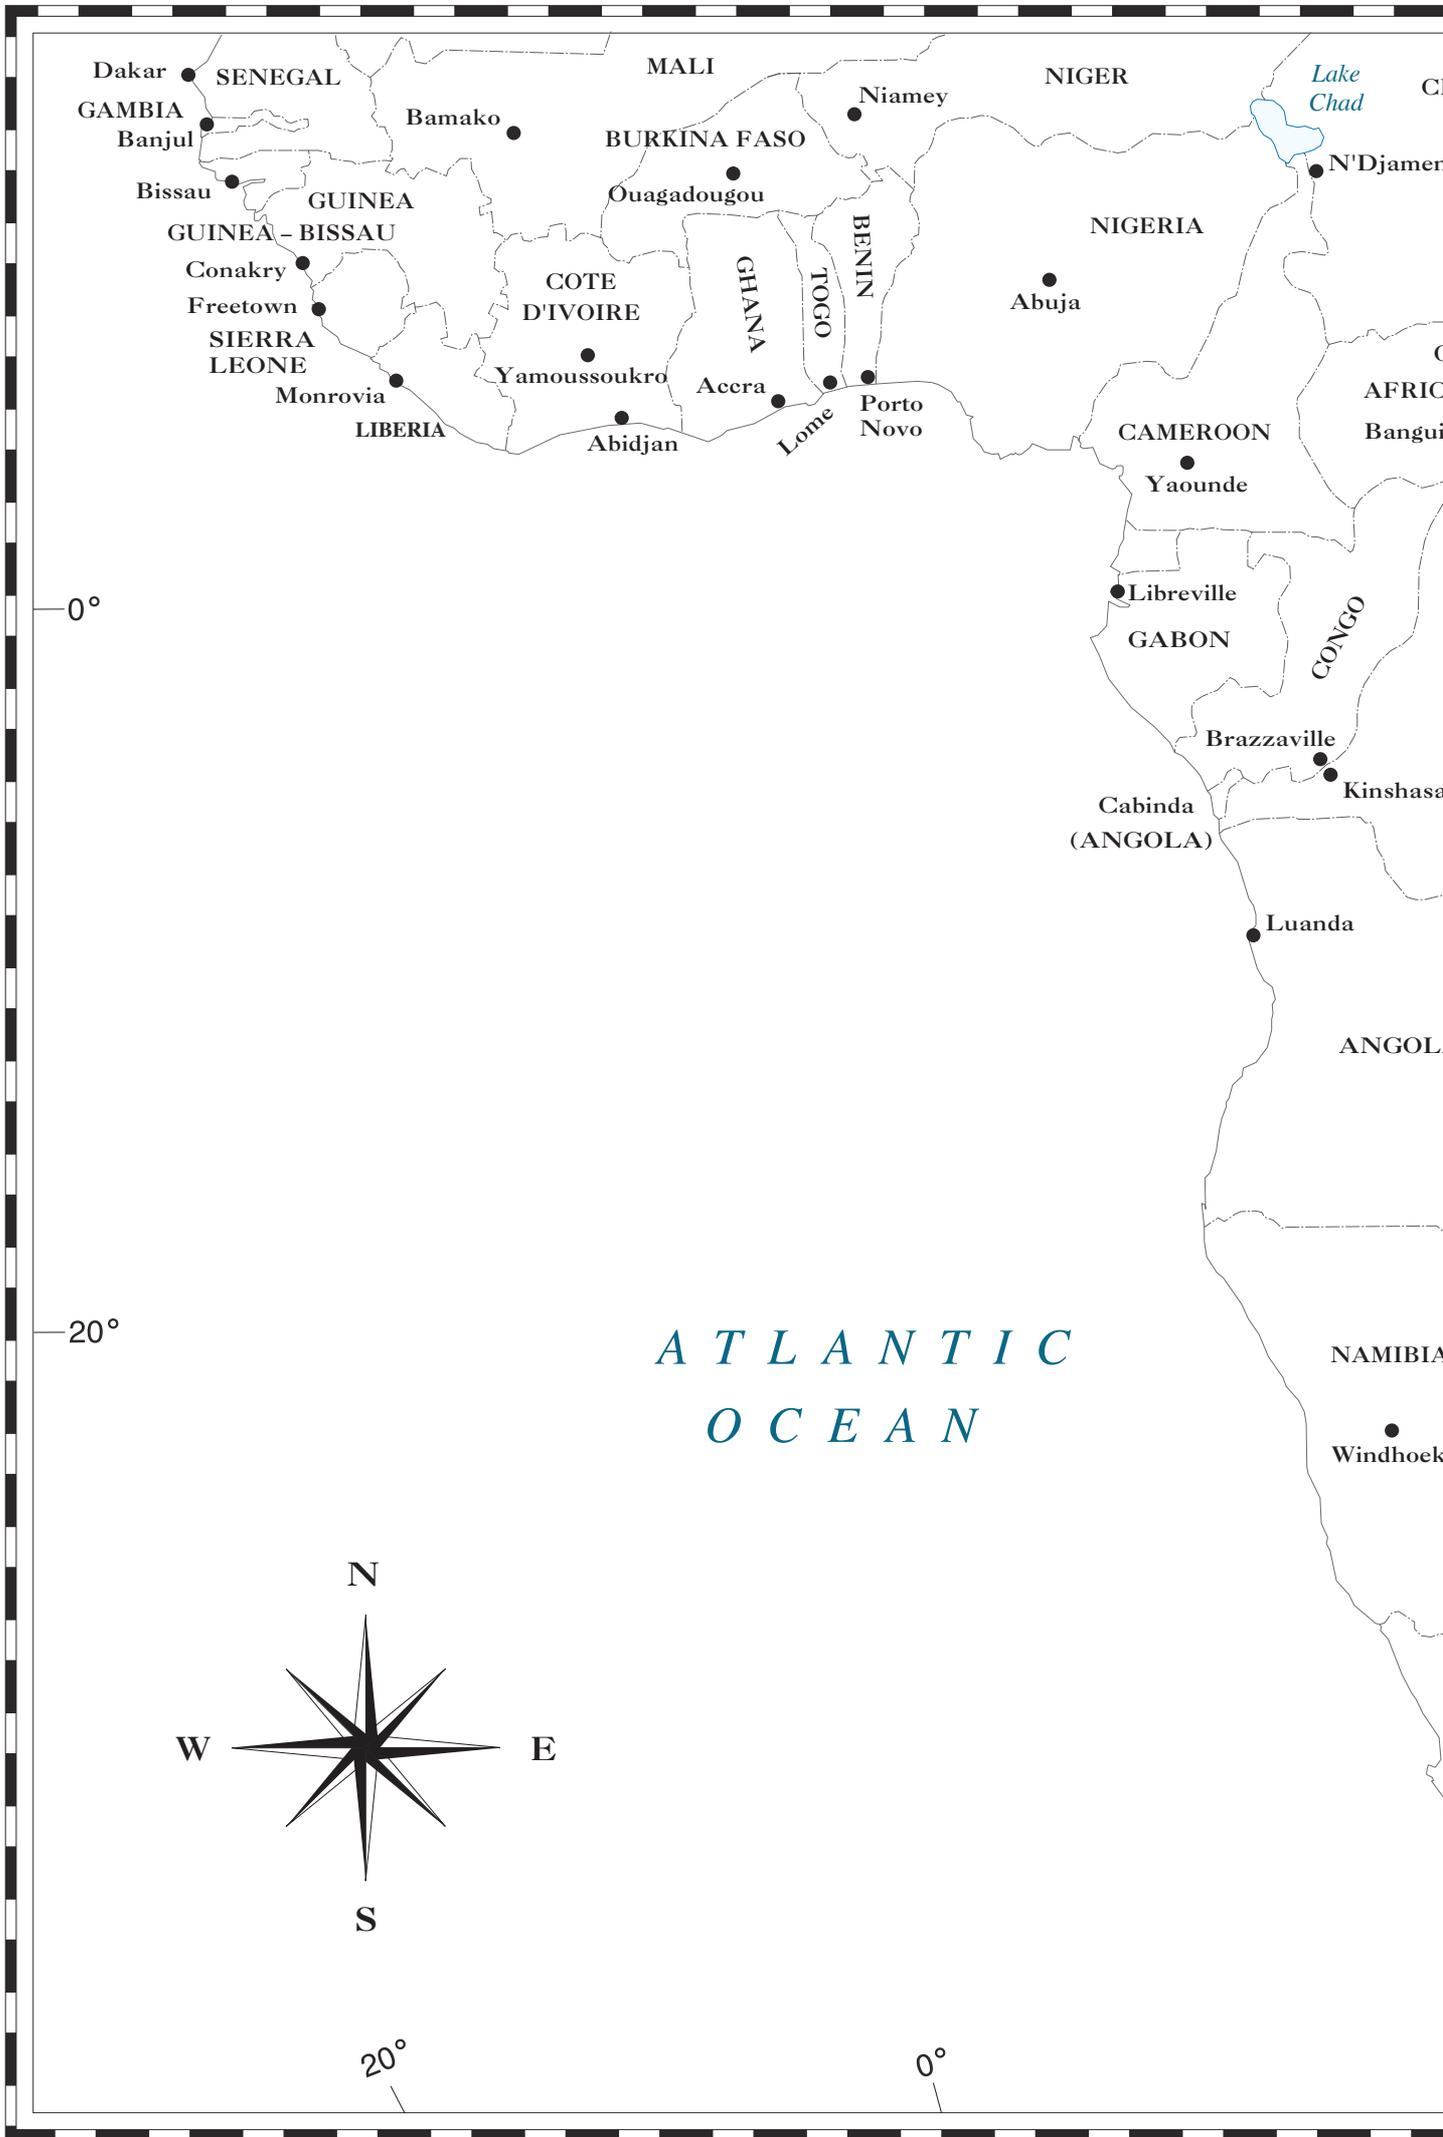 Dakar
SENEGAL
MALI
NIGER
Lake
Chad
GAMBIA
Banjul
Bamako
Niamey
BURKINA FASO
N'Djamen
Bissau
Ouagadougou
GUINEA
GUINEA – BISSAU
NIGERIA
BENIN
Conakry
COTE
D'IVOIRE
GHANA
TOGO
Abuja
Freetown
SIERRA
LEONE
Yamoussoukro
Accra
AFRIC
Monrovia
Lome
Porto
Novo
LIBERIA
Abidjan
CAMEROON
Bangui
Yaounde
0°
Libreville
GABON
CONGO
Brazzaville
Kinshasa
Cabinda
(ANGOLA)
Luanda
ANGOL
20°
ATLANTIC
OCEAN
NAMIBIA
Windhoek
N
W
E
S
20°
0°